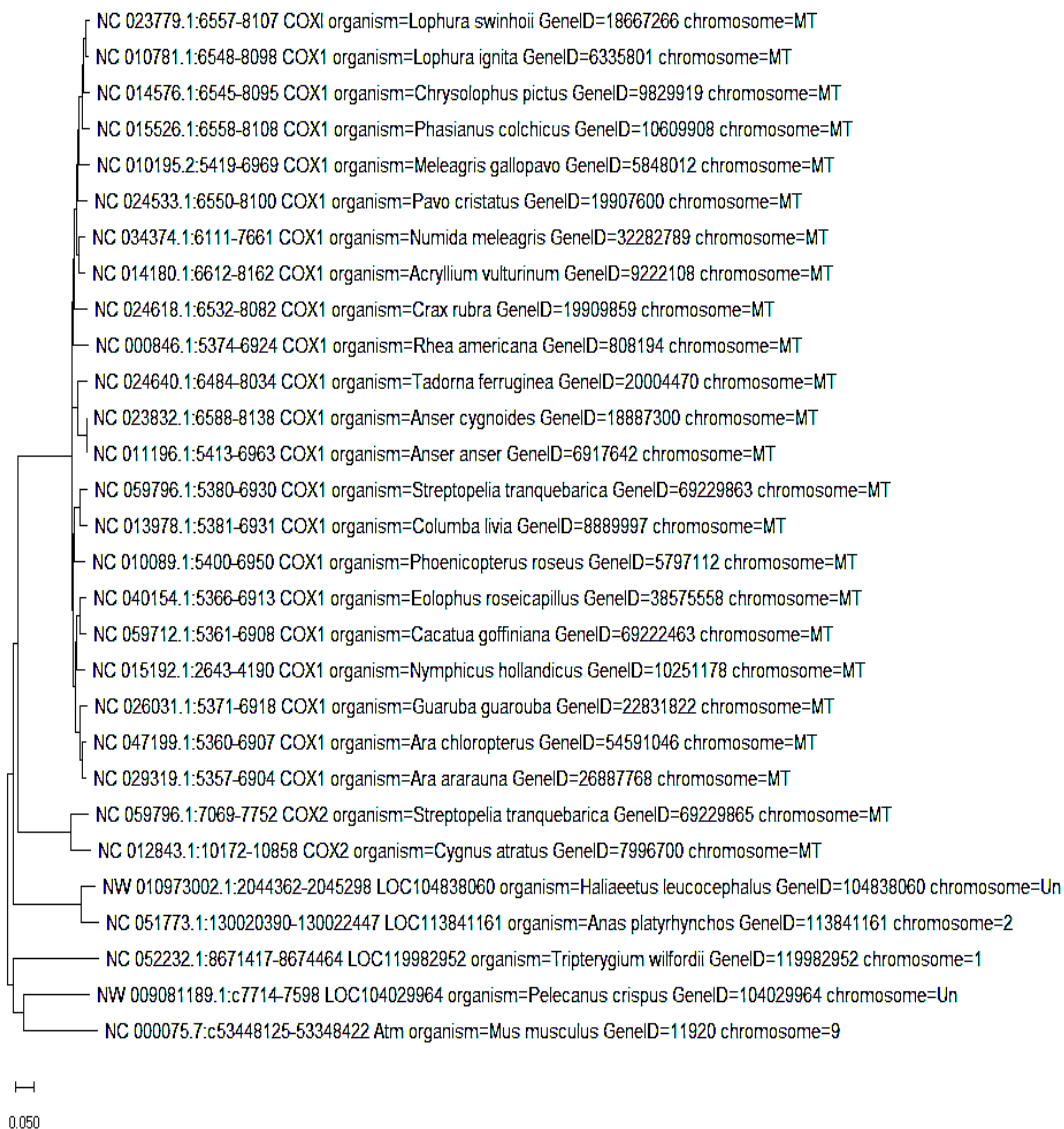 NC 023779.1:6557-8107 COXI organism=Lophura swinhoii GeneID=18667266 chromosome=MT
NC 010781.1:6548-8098 COX1 organism=Lophura ignita GeneID=6335801 chromosome=MT
NC 014576.1:6545-8095 COX1 organism=Chrysolophus pictus GeneID=9829919 chromosome=MT
NC 015526.1:6558-8108 COX1 organism=Phasianus colchicus GeneID=10609908 chromosome=MT
NC 010195.2:5419-6969 COX1 organism=Meleagris gallopavo GeneID=5848012 chromosome=MT
NC 024533.1:6550-8100 COX1 organism=Pavo cristatus GeneID=19907600 chromosome=MT
NC 034374.1:6111-7661 COX1 organism=Numida meleagris GeneID=32282789 chromosome=MT
NC 014180.1:6612-8162 COX1 organism=Acryllium vulturinum GeneID=9222108 chromosome=MT
NC 024618.1:6532-8082 COX1 organism=Crax rubra GeneID=19909859 chromosome=MT
NC 000846.1:5374-6924 COX1 organism=Rhea americana GeneID=808194 chromosome=MT
NC 024640.1:6484-8034 COX1 organism=Tadorna ferruginea GeneID=20004470 chromosome=MT
NC 023832.1:6588-8138 COX1 organism=Anser cygnoides GeneID=18887300 chromosome=MT
NC 011196.1:5413-6963 COX1 organism=Anser anser GeneID=6917642 chromosome=MT
NC 059796.1:5380-6930 COX1 organism=Streptopelia tranquebarica GeneID=69229863 chromosome=MT
NC 013978.1:5381-6931 COX1 organism=Columba livia GeneID=8889997 chromosome=MT
NC 010089.1:5400-6950 COX1 organism=Phoenicopterus roseus GeneID=5797112 chromosome=MT
NC 040154.1:5366-6913 COX1 organism=Eolophus roseicapillus GeneID=38575558 chromosome=MT
NC 059712.1:5361-6908 COX1 organism=Cacatua goffiniana GeneID=69222463 chromosome=MT
NC 015192.1:2643-4190 COX1 organism=Nymphicus hollandicus GeneID=10251178 chromosome=MT
NC 026031.1:5371-6918 COX1 organism=Guaruba guarouba GeneID=22831822 chromosome=MT
NC 047199.1:5360-6907 COX1 organism=Ara chloropterus GeneID=54591046 chromosome=MT
NC 029319.1:5357-6904 COX1 organism=Ara ararauna GeneID=26887768 chromosome=MT
NC 059796.1:7069-7752 COX2 organism=Streptopelia tranquebarica GeneID=69229865 chromosome=MT
NC 012843.1:10172-10858 COX2 organism=Cygnus atratus GeneID=7996700 chromosome=MT
NW 010973002.1:2044362-2045298 LOC104838060 organism=Haliaeetus leucocephalus GeneID=104838060 chromosome=Un
NC 051773.1:130020390-130022447 LOC113841161 organism=Anas platyrhynchos GeneID=113841161 chromosome=2
NC 052232.1:8671417-8674464 LOC119982952 organism=Tripterygium wilfordii GeneID=119982952 chromosome=1
NW 009081189.1:c7714-7598 LOC104029964 organism=Pelecanus crispus GeneID=104029964 chromosome=Un
NC 000075.7:c53448125-53348422 Atm organism=Mus musculus GeneID=11920 chromosome=9
0.050